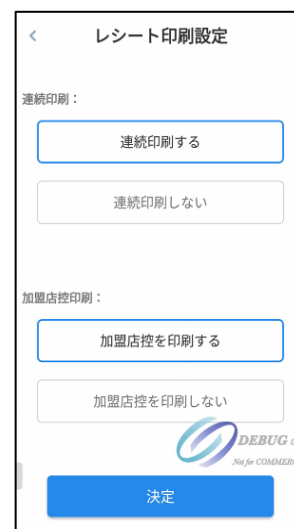 レシート印刷設定
連続印刷：
連続印刷する
連続印刷しない
加盟店控印刷：
加盟店控を印刷する
加盟店控を印刷しない
DEBUG
Not for
決定